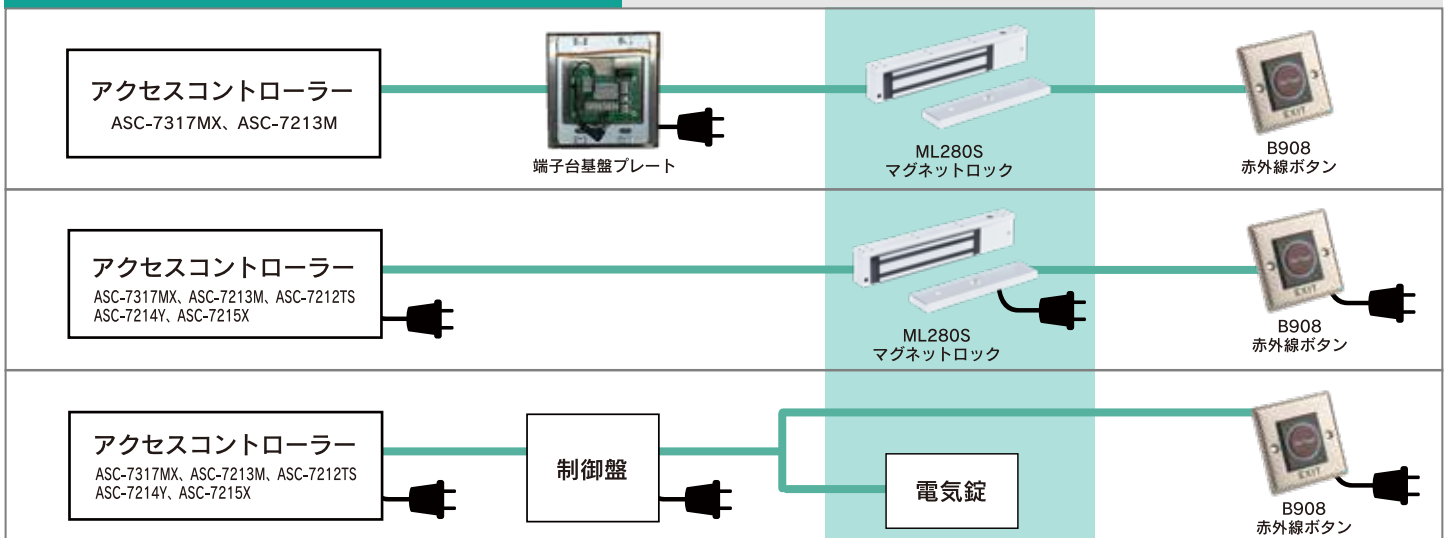 アクセスコントローラー
ASC-7317MX、ASC-7213M
端子台基盤プレート
ML280S
マグネットロック
EXIT
B908
赤外線ボタン
アクセスコントローラー
ASC-7317MX、ASC-7213M、ASC-7212TS
ASC-7214Y、ASC-7215X
ML280S
マグネットロック
EXIT
B908
赤外線ボタン
アクセスコントローラー
ASC-7317MX、ASC-7213M、ASC-7212TS
ASC-7214Y、ASC-7215X
制御盤
電気錠
EXIT
B908
赤外線ボタン